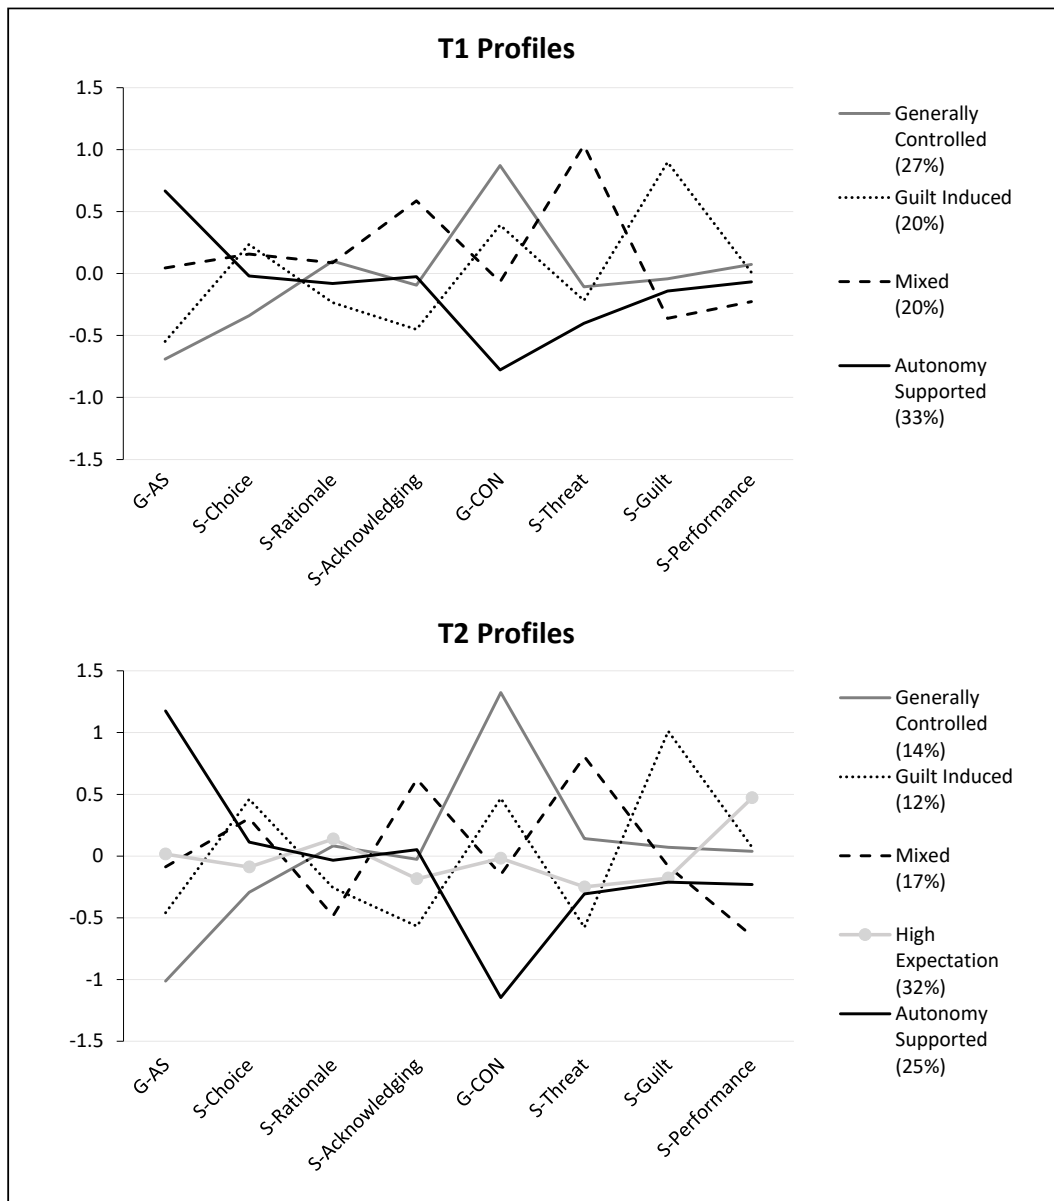 T1 Profiles
1.5
1.0
0.5
0.0
-0.5
-1.0
-1.5
G-AS
S-Choice
S-Rationale
S-Acknowledging
G-CON
S-Threat
S-Guilt
S-Performance
Generally
Controlled
(27%)
Guilt Induced
(20%)
Mixed
(20%)
Autonomy
Supported
(33%)
T2 Profiles
1.5
1
0.5
0
-0.5
-1
-1.5
G-AS
S-Choice
S-Rationale
S-Acknowledging
G-CON
S-Threat
S-Guilt
S-Performance
Generally
Controlled
(14%)
Guilt Induced
(12%)
Mixed
(17%)
High
Expectation
(32%)
Autonomy
Supported
(25%)